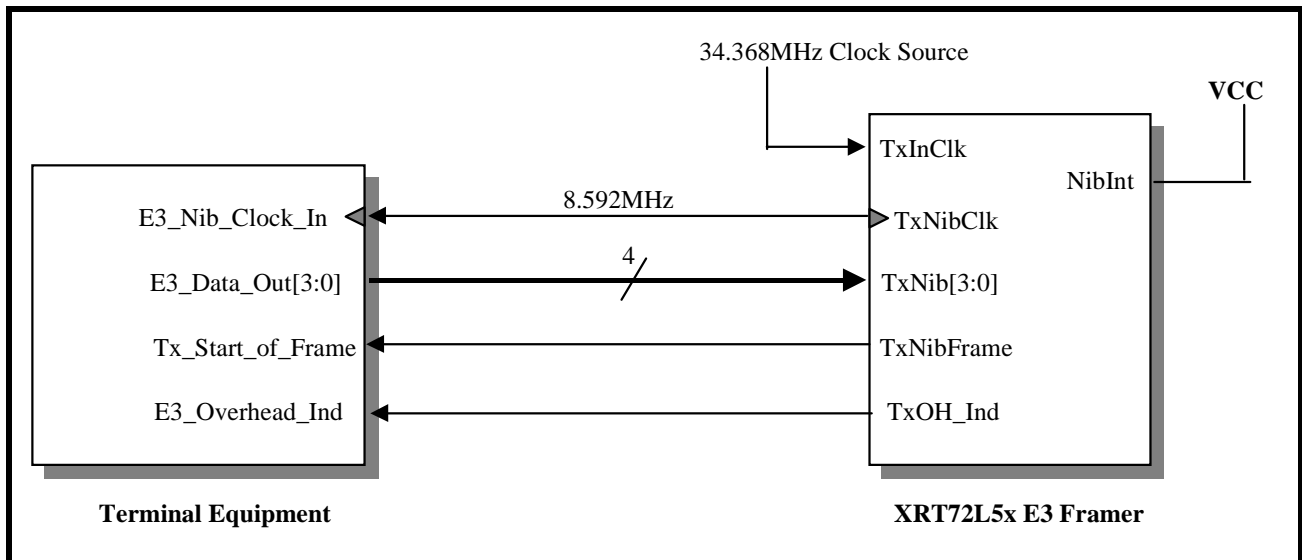 34.368MHz Clock Source
VCC
TxInClk
NibInt
8.592MHz
E3_Nib_Clock_In
TxNibClk
4
E3_Data_Out[3:0]
TxNib[3:0]
Tx_Start_of_Frame
TxNibFrame
E3_Overhead_Ind
TxOH_Ind
Terminal Equipment
XRT72L5x E3 Framer